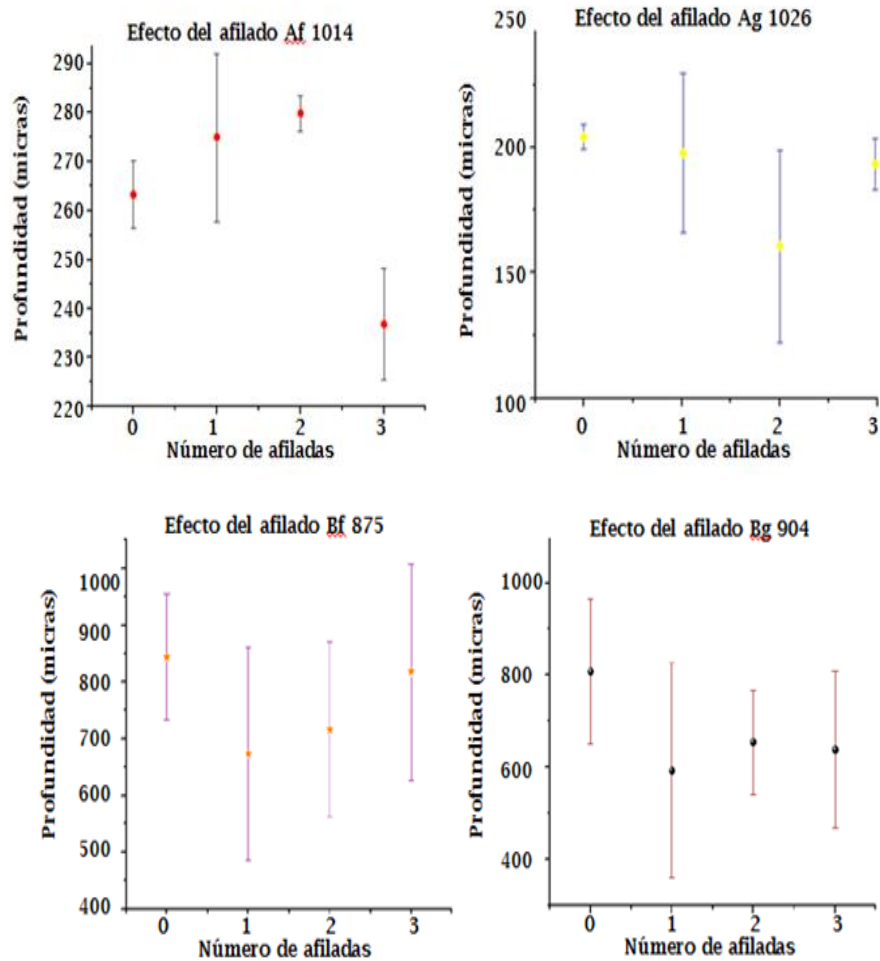 Efecto del afilado Af 1014
Profundidad (micras)
290
280
270
260
250
240
230
220
0 1 2 3
Número de afiladas
Efecto del afilado Ag 1026
Profundidad (micras)
250
200
150
100
0 1 2 3
Número de afiladas
Efecto del afilado Bf 875
Profundidad (micras)
1000
900
800
700
600
500
400
0 1 2 3
Número de afiladas
Efecto del afilado Bg 904
Profundidad (micras)
1000
800
600
400
0 1 2 3
Número de afiladas